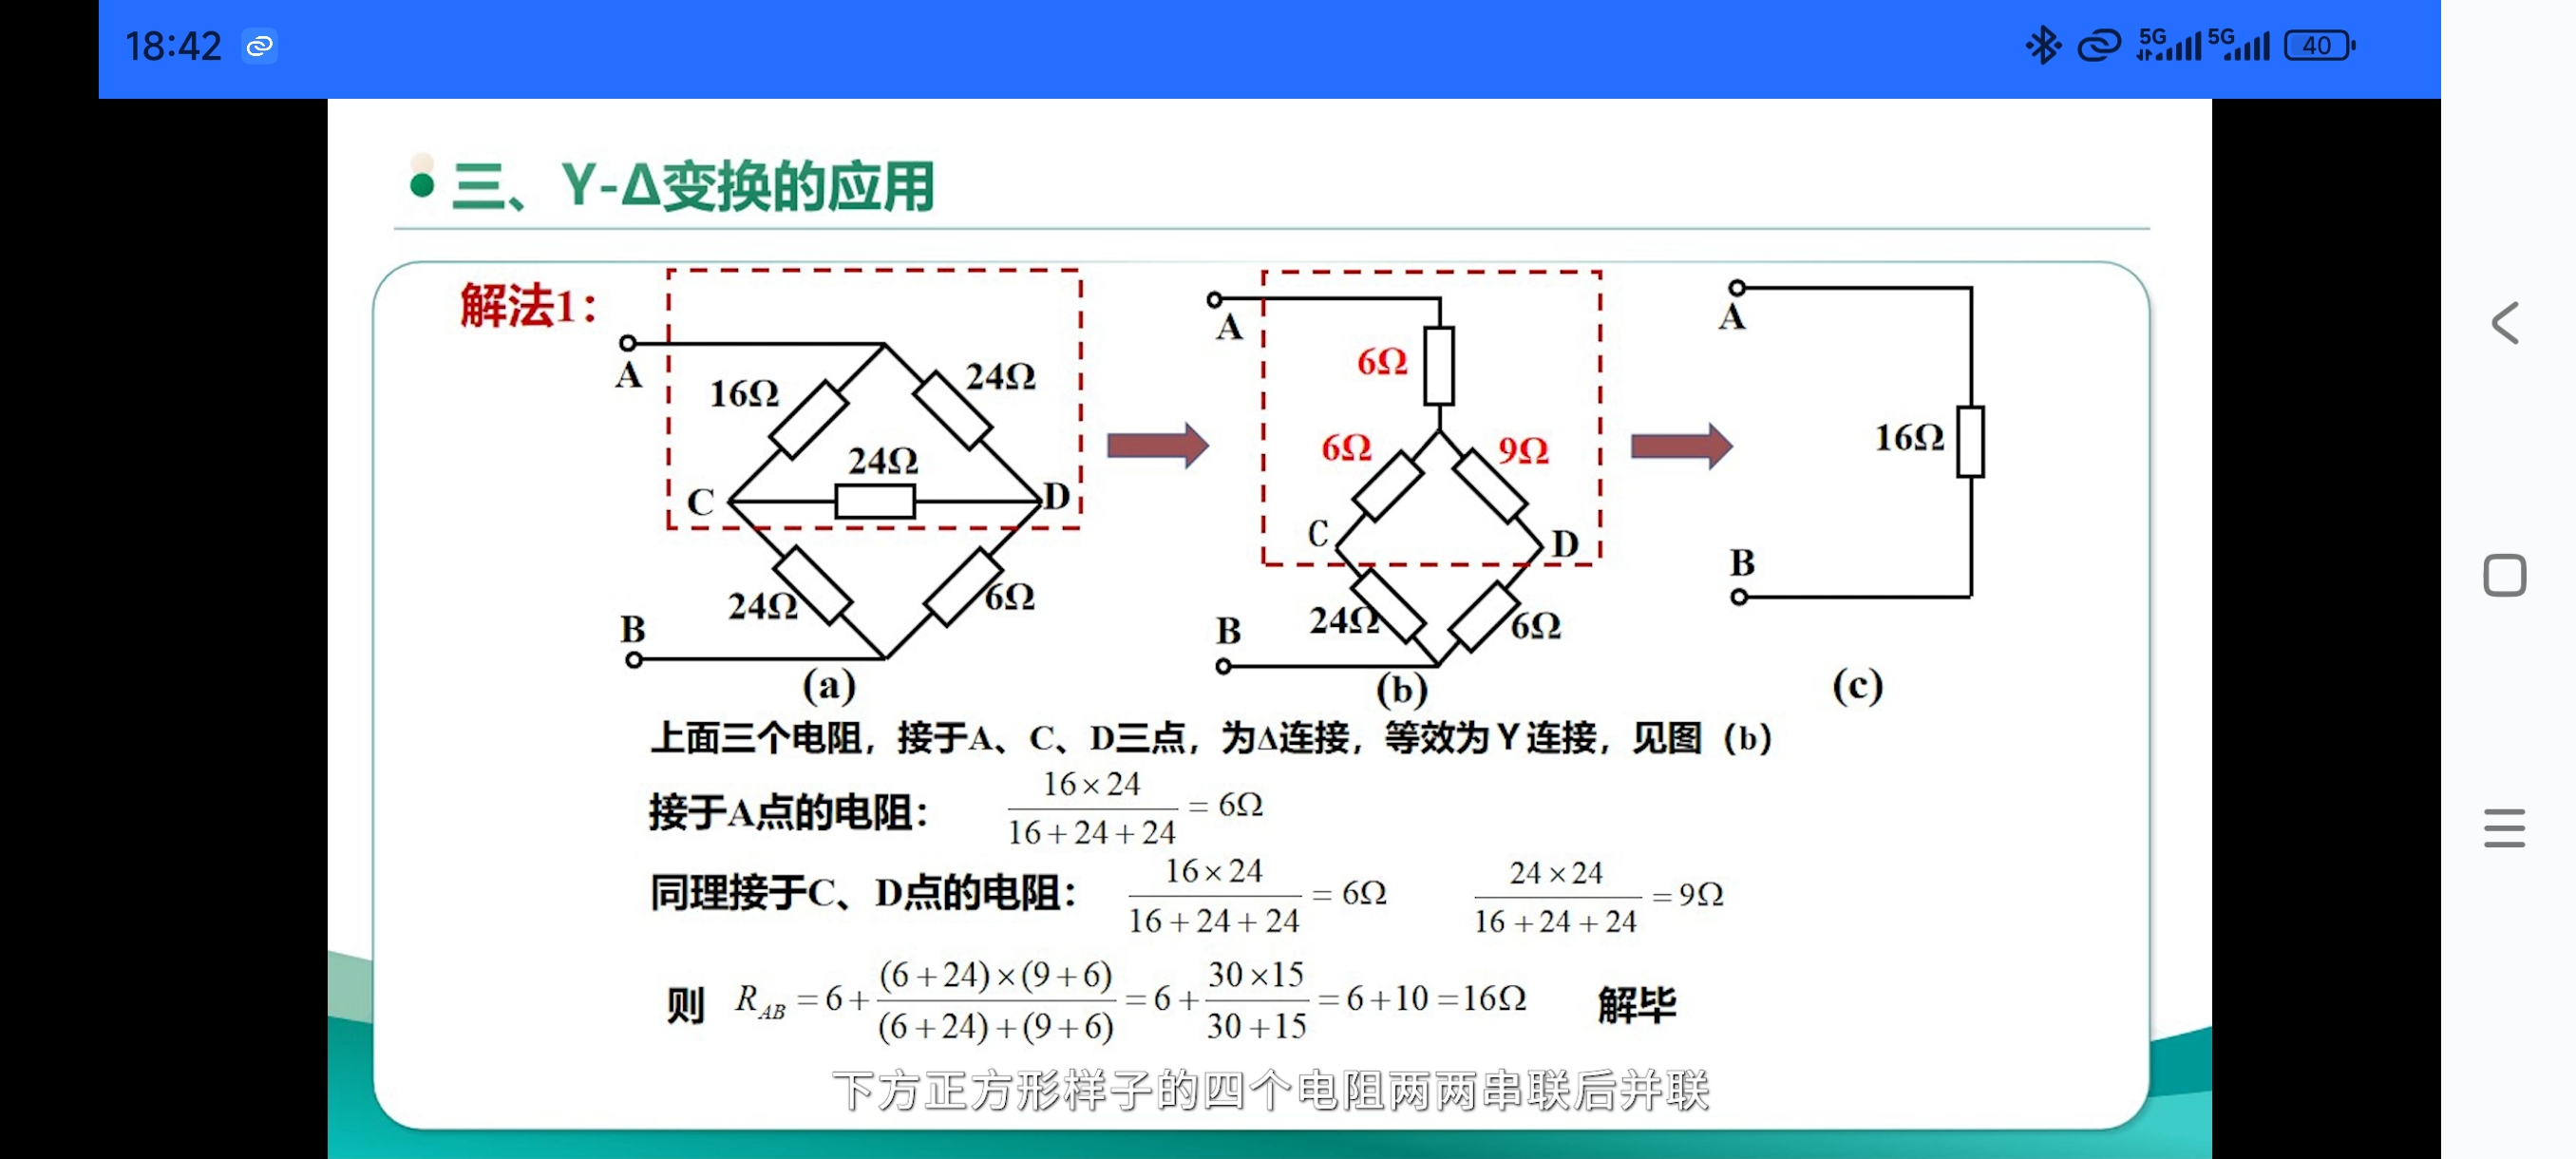 18:42
5G 5G 40
三、Y-Δ变换的应用
解法1:
A
16Ω
24Ω
24Ω
C
D
24Ω
6Ω
B
(a)
A
6Ω
6Ω
9Ω
C
D
24Ω
6Ω
B
(b)
A
16Ω
B
(c)
上面三个电阻，接于A、C、D三点，为Δ连接，等效为Y连接，见图（b）
接于A点的电阻： 16×24 / 16+24+24 = 6Ω
同理接于C、D点的电阻： 16×24 / 16+24+24 = 6Ω 24×24 / 16+24+24 = 9Ω
则 R_AB = 6+ (6+24)×(9+6) / (6+24)+(9+6) = 6+ 30×15 / 30+15 = 6+10 =16Ω 解毕
下方正方形样子的四个电阻两两串联后并联